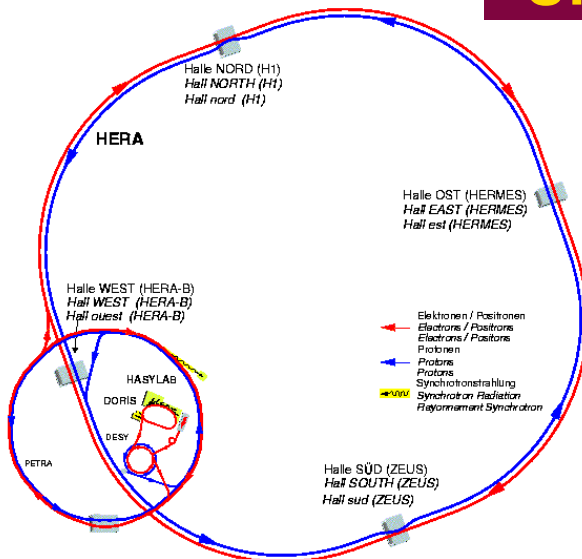 Halle NORD (H1)
Hall NORTH (H1)
Hall nord (H1)
HERA
Halle OST (HERMES)
Hall EAST (HERMES)
Hall est (HERMES)
Halle WEST (HERA-B)
Hall WEST (HERA-B)
Hall ouest (HERA-B)
Elektronen / Positronen
Electrons / Positrons
Electrons / Positons
Protonen
Protons
Protons
Synchrotronstrahlung
Synchrotron Radiation
Rayonnement Synchrotron
HASYLAB
DORIS
DESY
PETRA
Halle SÜD (ZEUS)
Hall SOUTH (ZEUS)
Hall sud (ZEUS)